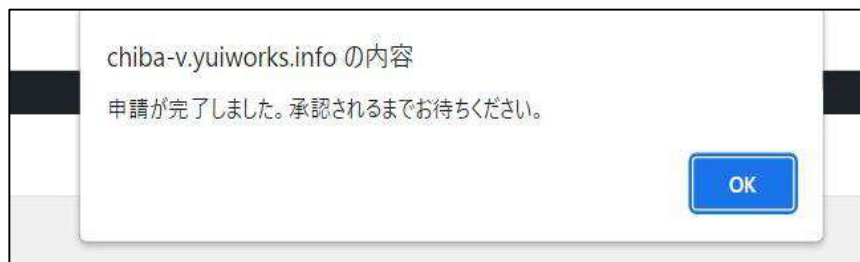 chiba-v.yuiworks.info の内容
申請が完了しました。承認されるまでお待ちください。
OK